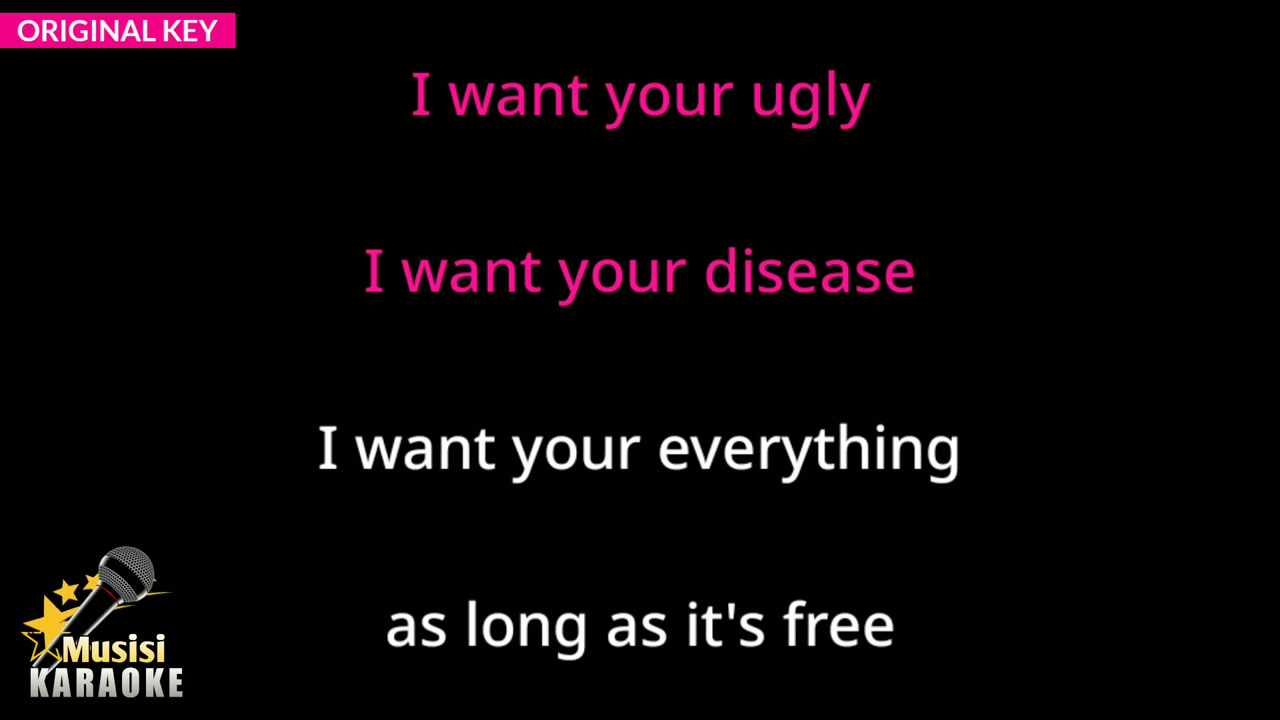 ORIGINAL KEY
I want your ugly
I want your disease
I want your everything
as long as it's free
Musisi
KARAOKE